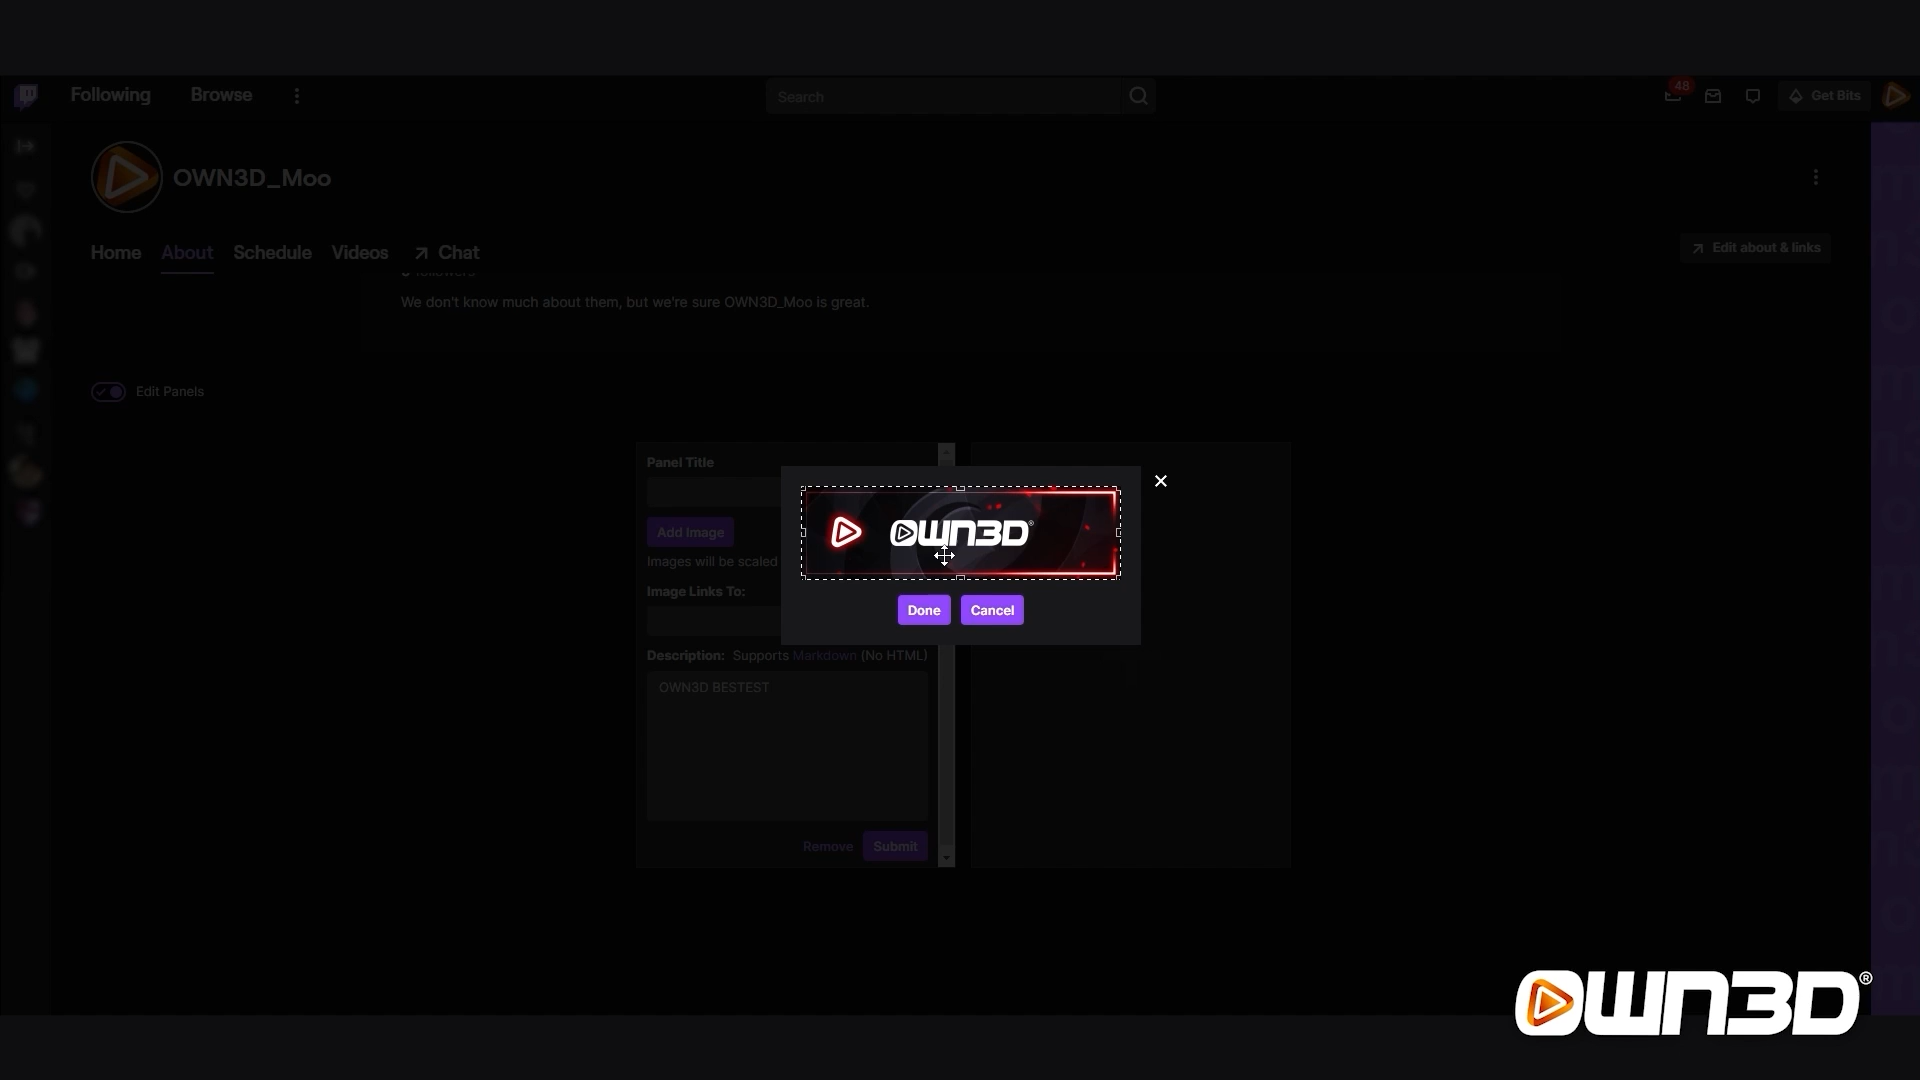 Following
Browse
Search
48
Get Bits
OWN3D_Moo
Home
About
Schedule
Videos
Chat
Edit about & links
followers
We don't know much about them, but we're sure OWN3D_Moo is great.
Edit Panels
Panel Title
Add Image
Images will be scaled
Image Links To:
OWN3D®
Done
Cancel
Description: Supports Markdown (No HTML)
OWN3D BESTEST
Remove
Submit
OWN3D®